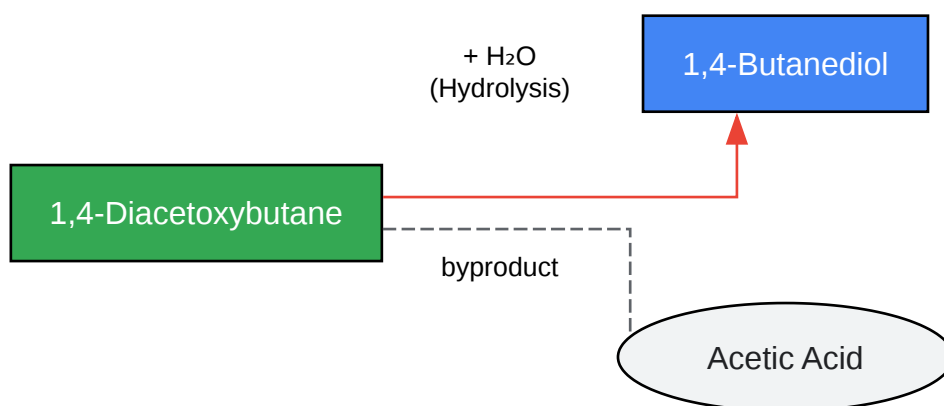 + H₂O
(Hydrolysis)
1,4-Butanediol
1,4-Diacetoxybutane
byproduct
Acetic Acid